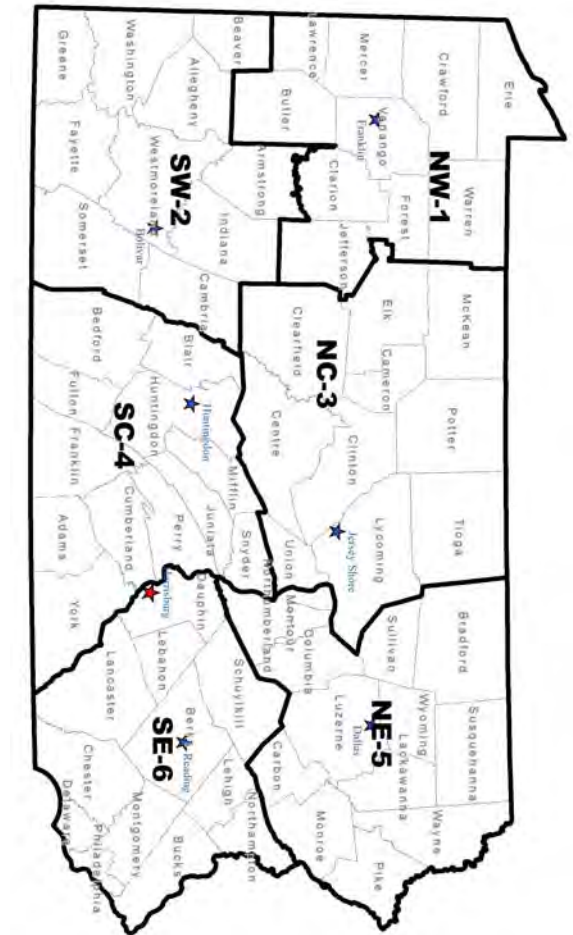 Erie
Crawford
Warren
Mercer
Venango
Franklin
Forest
NW-1
Lawrence
Butler
Clarion
Jefferson
McKean
Potter
Tioga
Elk
Cameron
Clinton
Lycoming
Jersey Shore
NC-3
Clearfield
Centre
Union
Northumberland
Montour
Columbia
Bradford
Susquehanna
Sullivan
Wyoming
Lackawanna
Wayne
Dallas
NE-5
Luzerne
Pike
Monroe
Carbon
Beaver
Allegheny
Armstrong
Indiana
SW-2
Washington
Westmoreland
Bolivar
Cambria
Greene
Fayette
Somerset
Blair
Huntingdon
Huntingdon
Mifflin
Snyder
Juniata
Perry
SC-4
Bedford
Fulton
Franklin
Cumberland
Adams
York
Dauphin
Lebanon
Schuylkill
Lehigh
Northampton
Reading
SE-6
Lancaster
Bucks
Montgomery
Chester
Delaware
Philadelphia